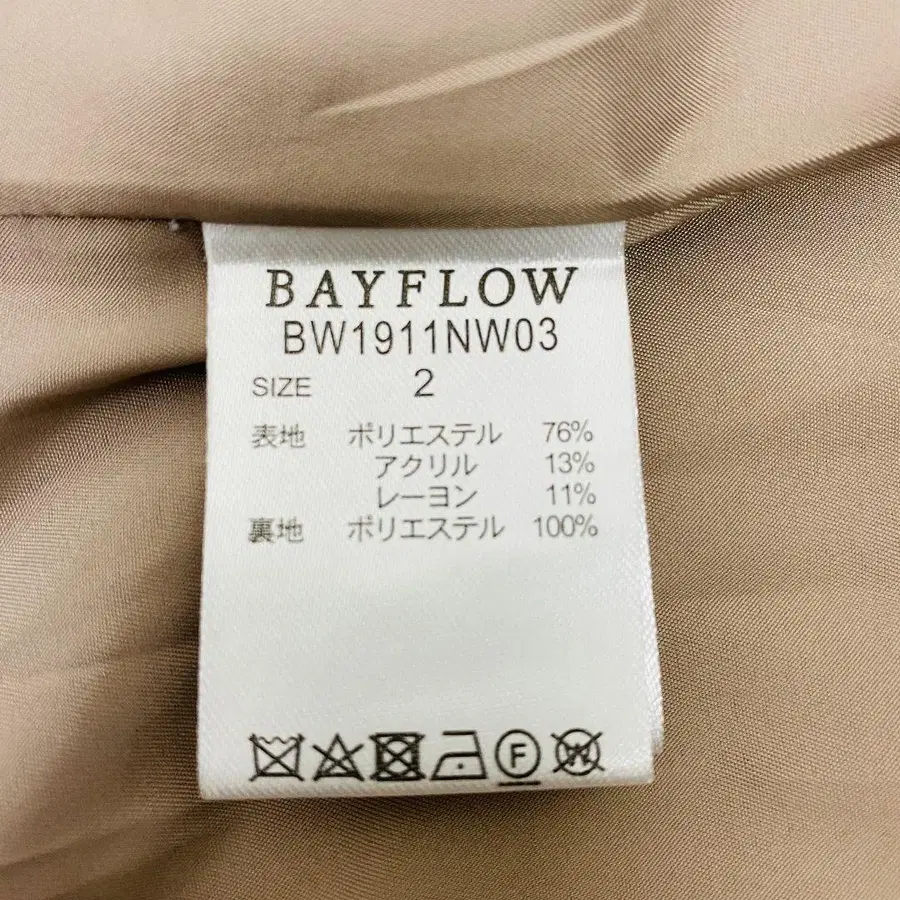 BAYFLOW
BW1911NW03
SIZE 2
表地 ポリエステル 76%
アクリル 13%
レーヨン 11%
裏地 ポリエステル 100%
F W